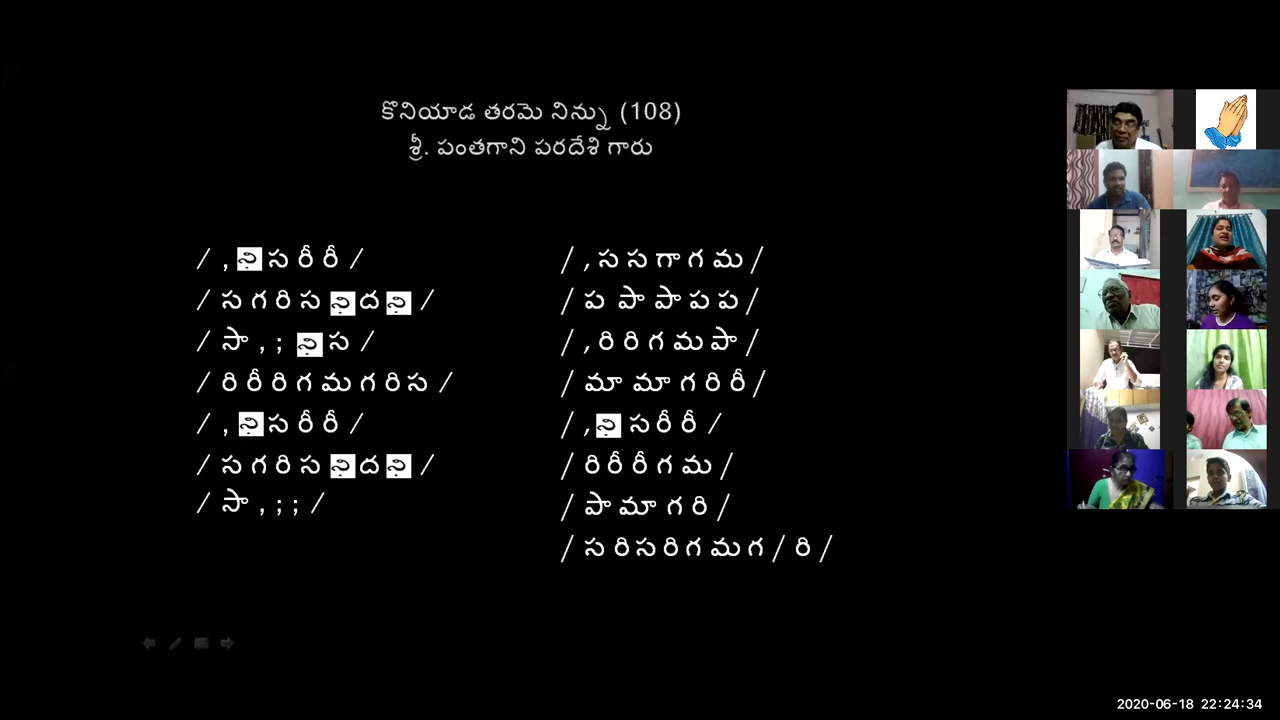 కొనియాడ తరమె నిన్ను (108)
శ్రీ. పంతగాని పరదేశి గారు
/ , ని స రీ రీ /
/ స గ రి స ని ద ని /
/ సా , ; ని స /
/ రి రీ రి గ మ గ రి స /
/ , ని స రీ రీ /
/ స గ రి స ని ద ని /
/ సా , ; ; /
/ , స స గా గ మ /
/ ప పా పా ప ప /
/ , రి రి గ మ పా /
/ మా మా గ రి రీ /
/ , ని స రీ రీ /
/ రి రీ రీ గ మ /
/ పా మా గ రి /
/ స రి స రి గ మ గ / రి /
2020-06-18 22:24:34